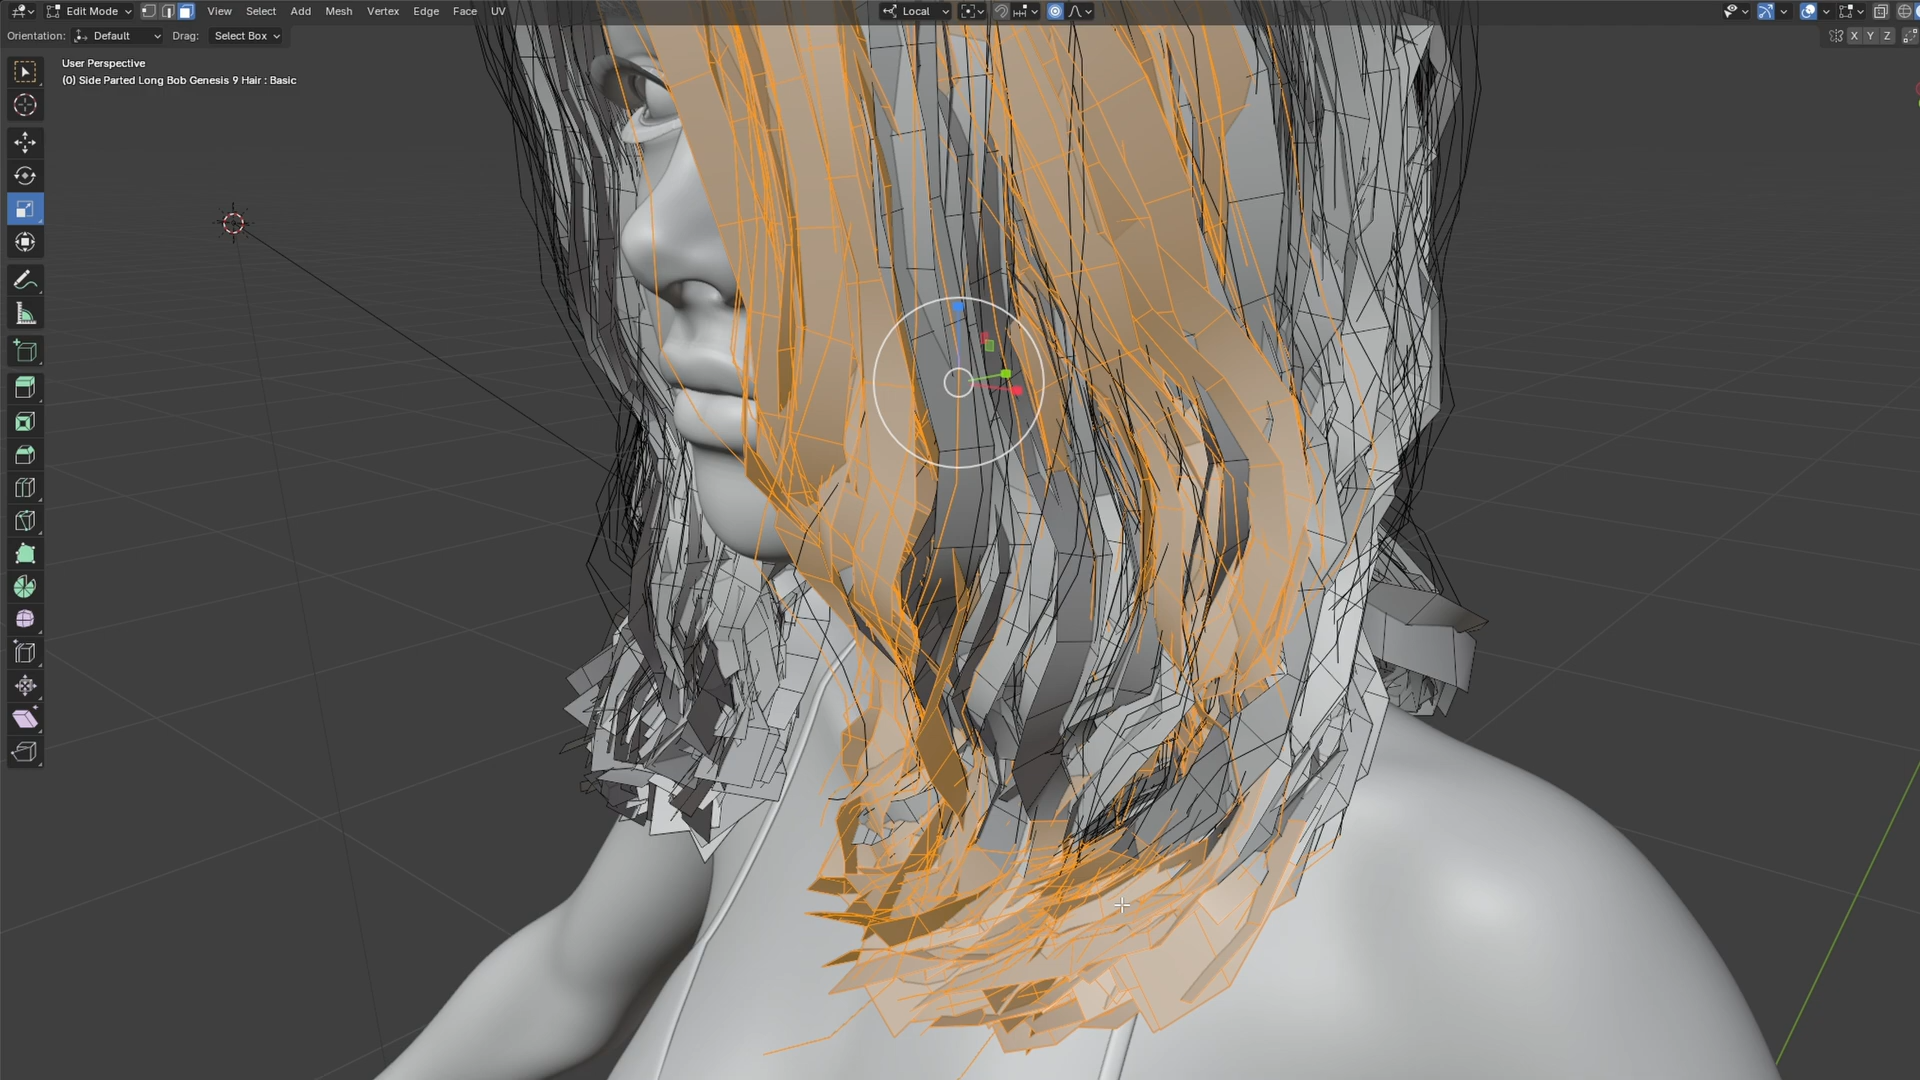 Edit Mode View Select Add Mesh Vertex Edge Face UV Local
Orientation: Default Drag: Select Box X Y Z
User Perspective
(0) Side Parted Long Bob Genesis 9 Hair : Basic